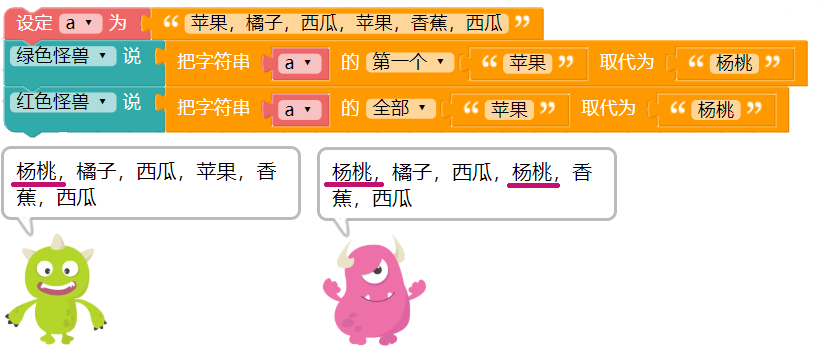 设定 a 为 “ 苹果，橘子，西瓜，苹果，香蕉，西瓜 ”
绿色怪兽 说 把字符串 a 的 第一个 “ 苹果 ” 取代为 “ 杨桃 ”
红色怪兽 说 把字符串 a 的 全部 “ 苹果 ” 取代为 “ 杨桃 ”
杨桃，橘子，西瓜，苹果，香
蕉，西瓜
杨桃，橘子，西瓜，杨桃，香
蕉，西瓜